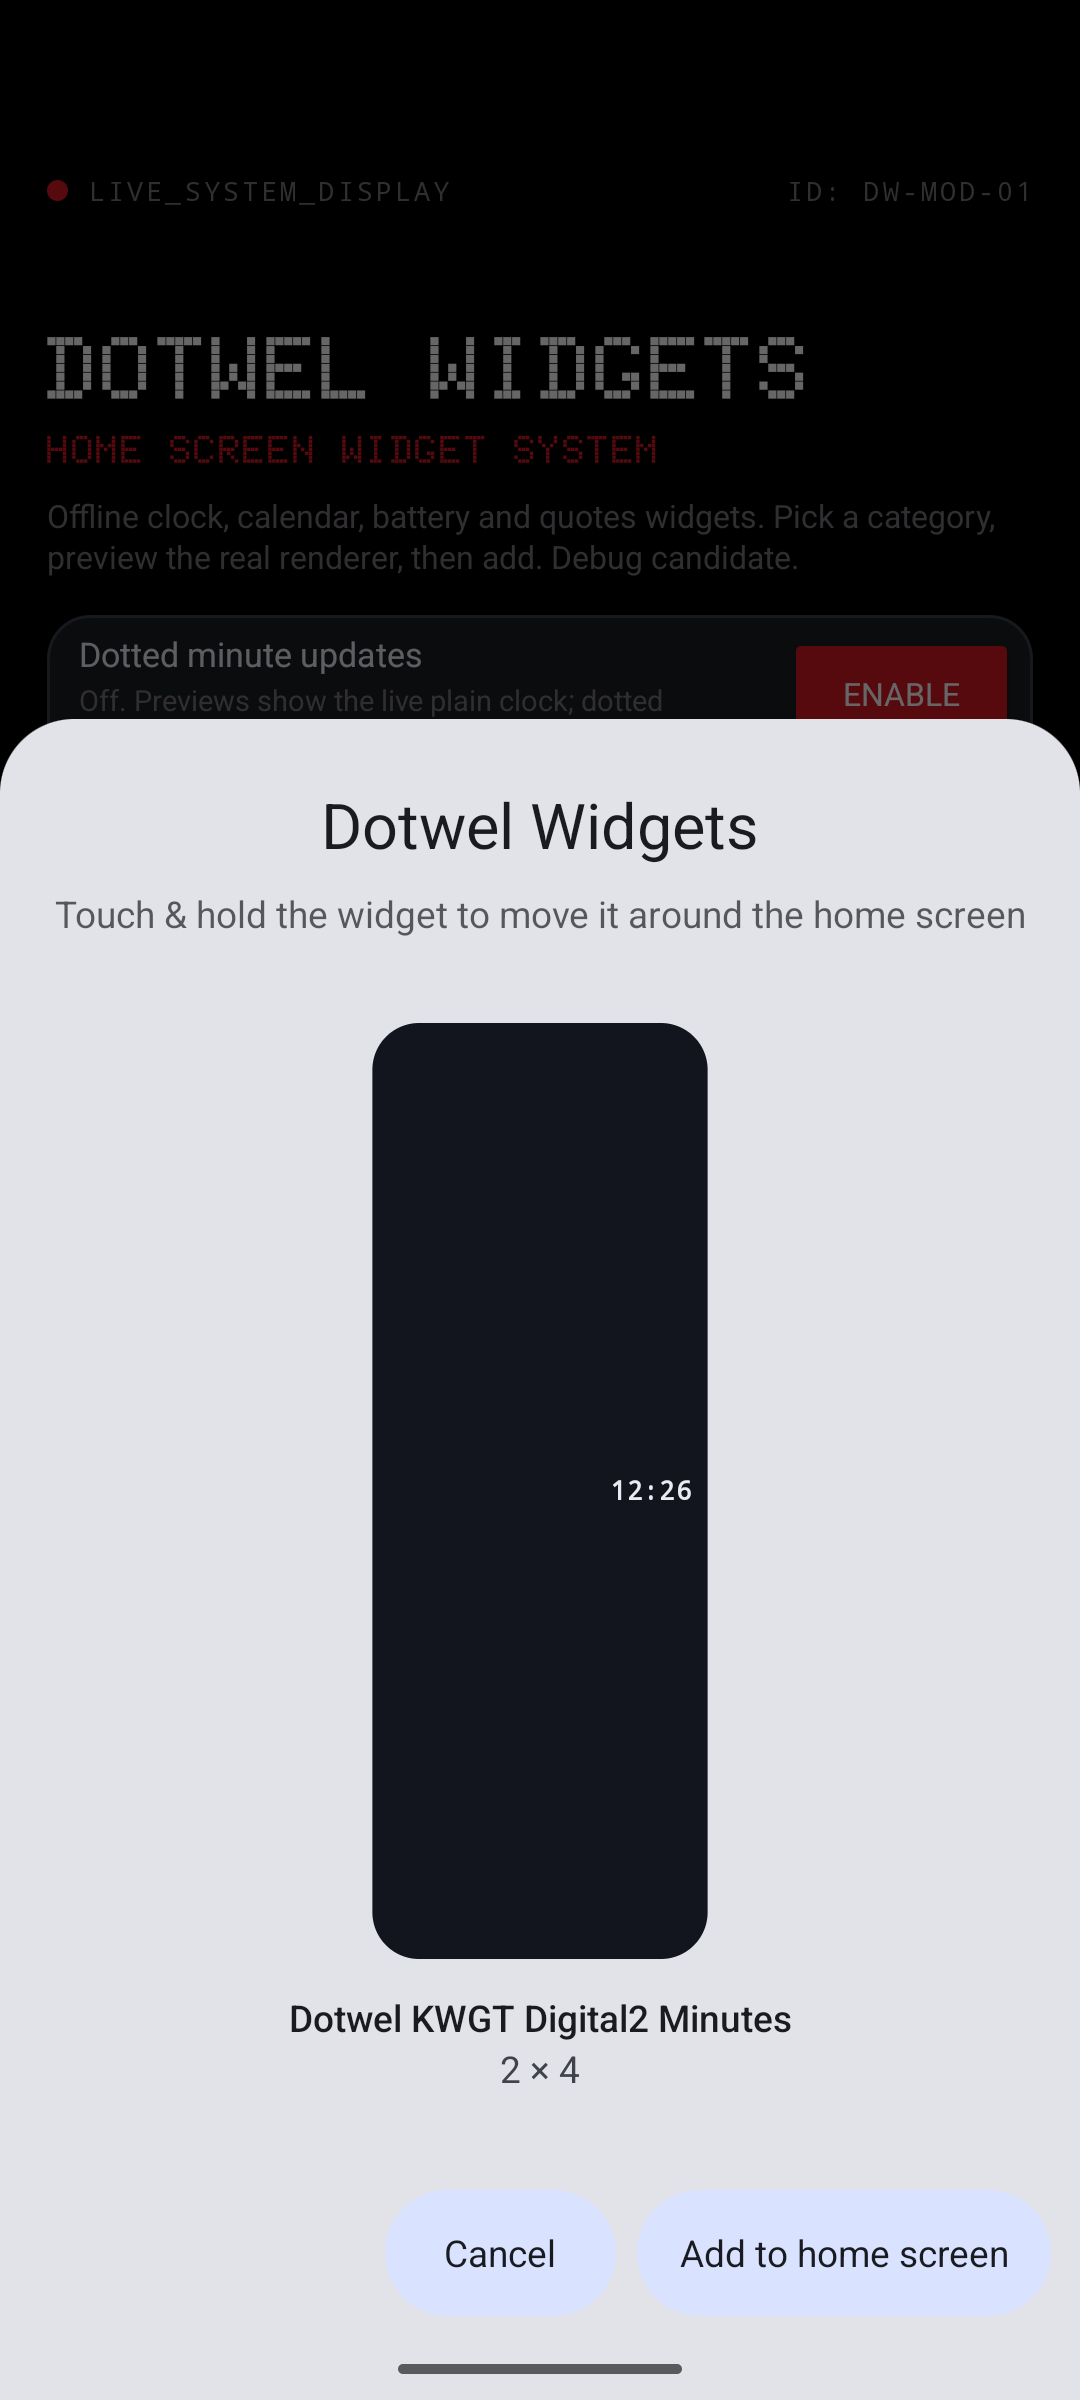 LIVE_SYSTEM_DISPLAY
ID: DW-MOD-01
DOTWEL WIDGETS
HOME SCREEN WIDGET SYSTEM
Offline clock, calendar, battery and quotes widgets. Pick a category,
preview the real renderer, then add. Debug candidate.
Dotted minute updates
Off. Previews show the live plain clock; dotted
ENABLE
Dotwel Widgets
Touch & hold the widget to move it around the home screen
12:26
Dotwel KWGT Digital2 Minutes
2 × 4
Cancel
Add to home screen